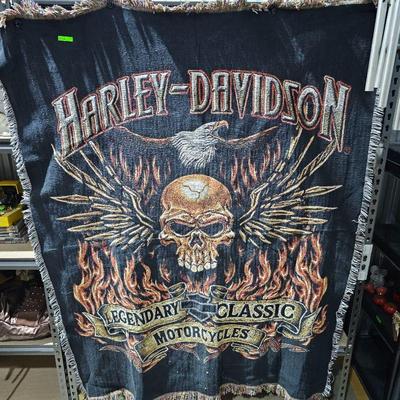 HARLEY-DAVIDSON
LEGENDARY CLASSIC
MOTORCYCLES